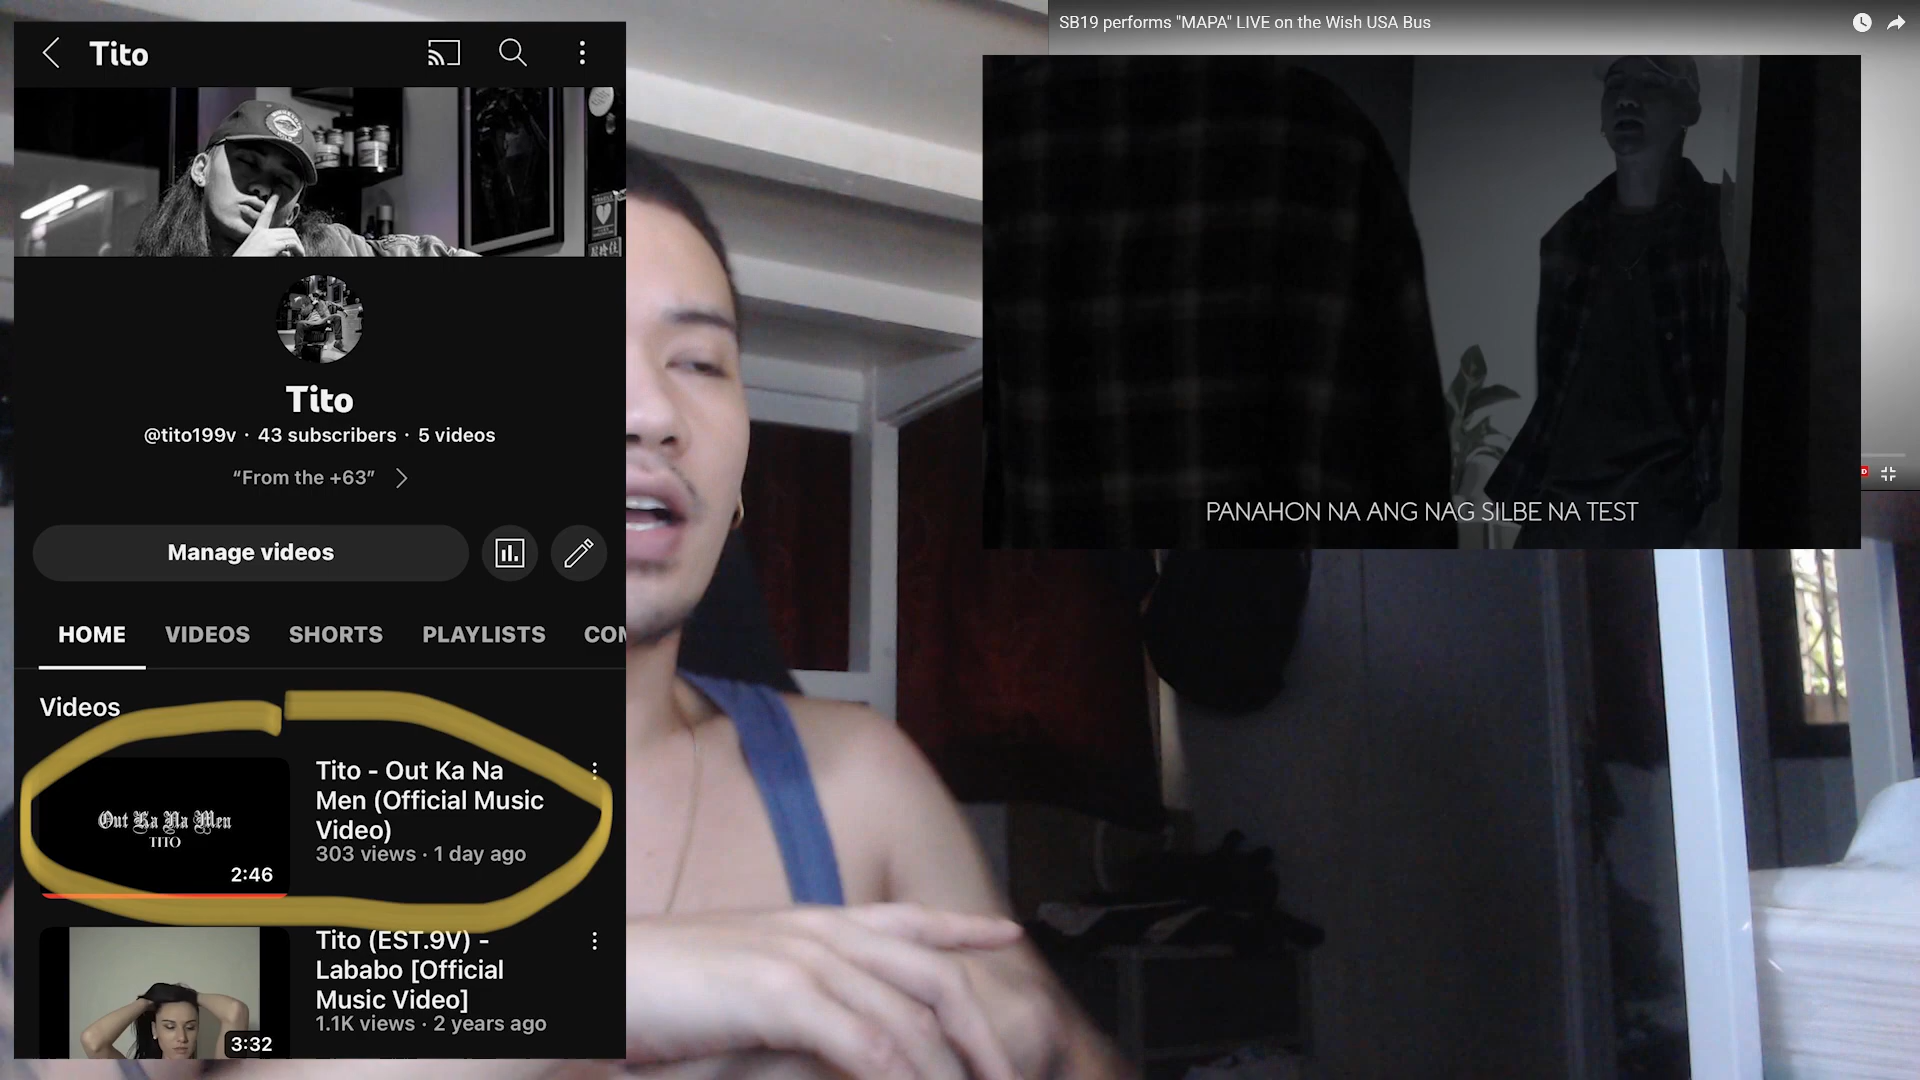 Tito
Tito
@tito199v · 43 subscribers · 5 videos
“From the +63”
Manage videos
HOME VIDEOS SHORTS PLAYLISTS CO
Videos
Out Ka Na Men
TITO
2:46
Tito - Out Ka Na
Men (Official Music
Video)
303 views · 1 day ago
3:32
Tito (EST.9V) -
Lababo [Official
Music Video]
1.1K views · 2 years ago
SB19 performs "MAPA" LIVE on the Wish USA Bus
PANAHON NA ANG NAG SILBE NA TEST